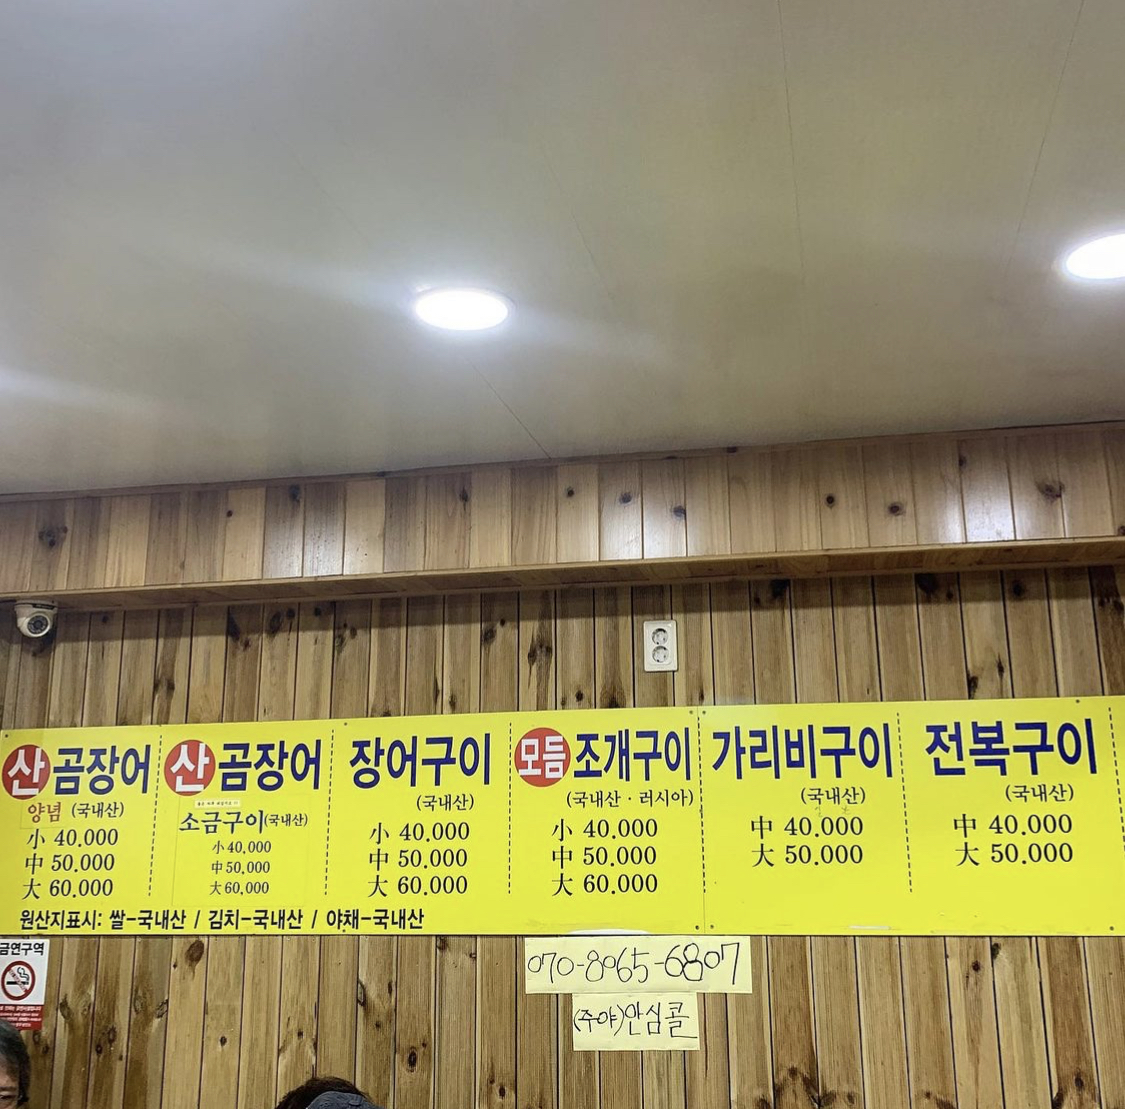 산 곰장어
양념 (국내산)
小 40.000
中 50.000
大 60.000
산 곰장어
소금구이(국내산)
小 40,000
中 50,000
大 60,000
장어구이
(국내산)
小 40.000
中 50.000
大 60.000
모듬 조개구이
(국내산·러시아)
小 40.000
中 50.000
大 60.000
가리비구이
(국내산)
中 40.000
大 50.000
전복구이
(국내산)
中 40.000
大 50.000
원산지표시: 쌀-국내산 / 김치-국내산 / 야채-국내산
금연구역
070-8065-6807
(주야)안심콜